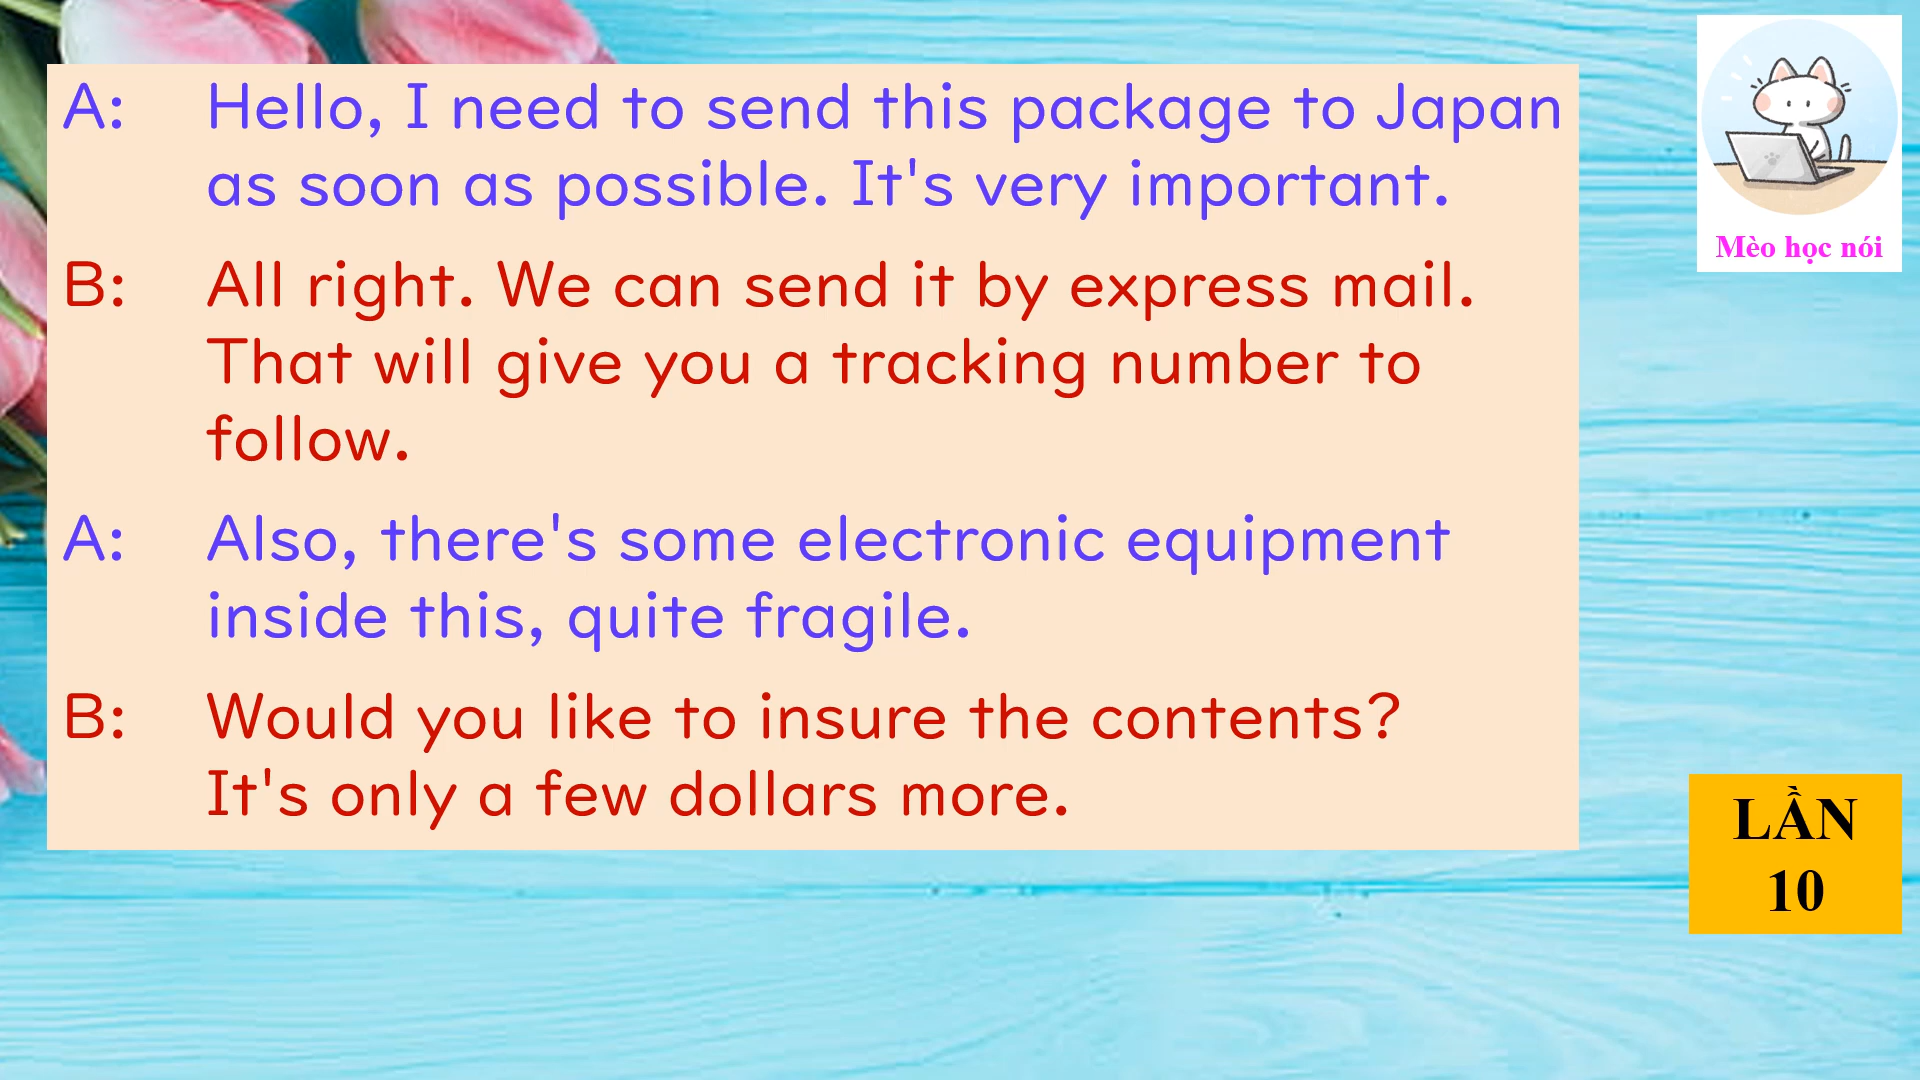 A: Hello, I need to send this package to Japan
as soon as possible. It's very important.
B: All right. We can send it by express mail.
That will give you a tracking number to
follow.
A: Also, there's some electronic equipment
inside this, quite fragile.
B: Would you like to insure the contents?
It's only a few dollars more.
Mèo học nói
LẦN
10